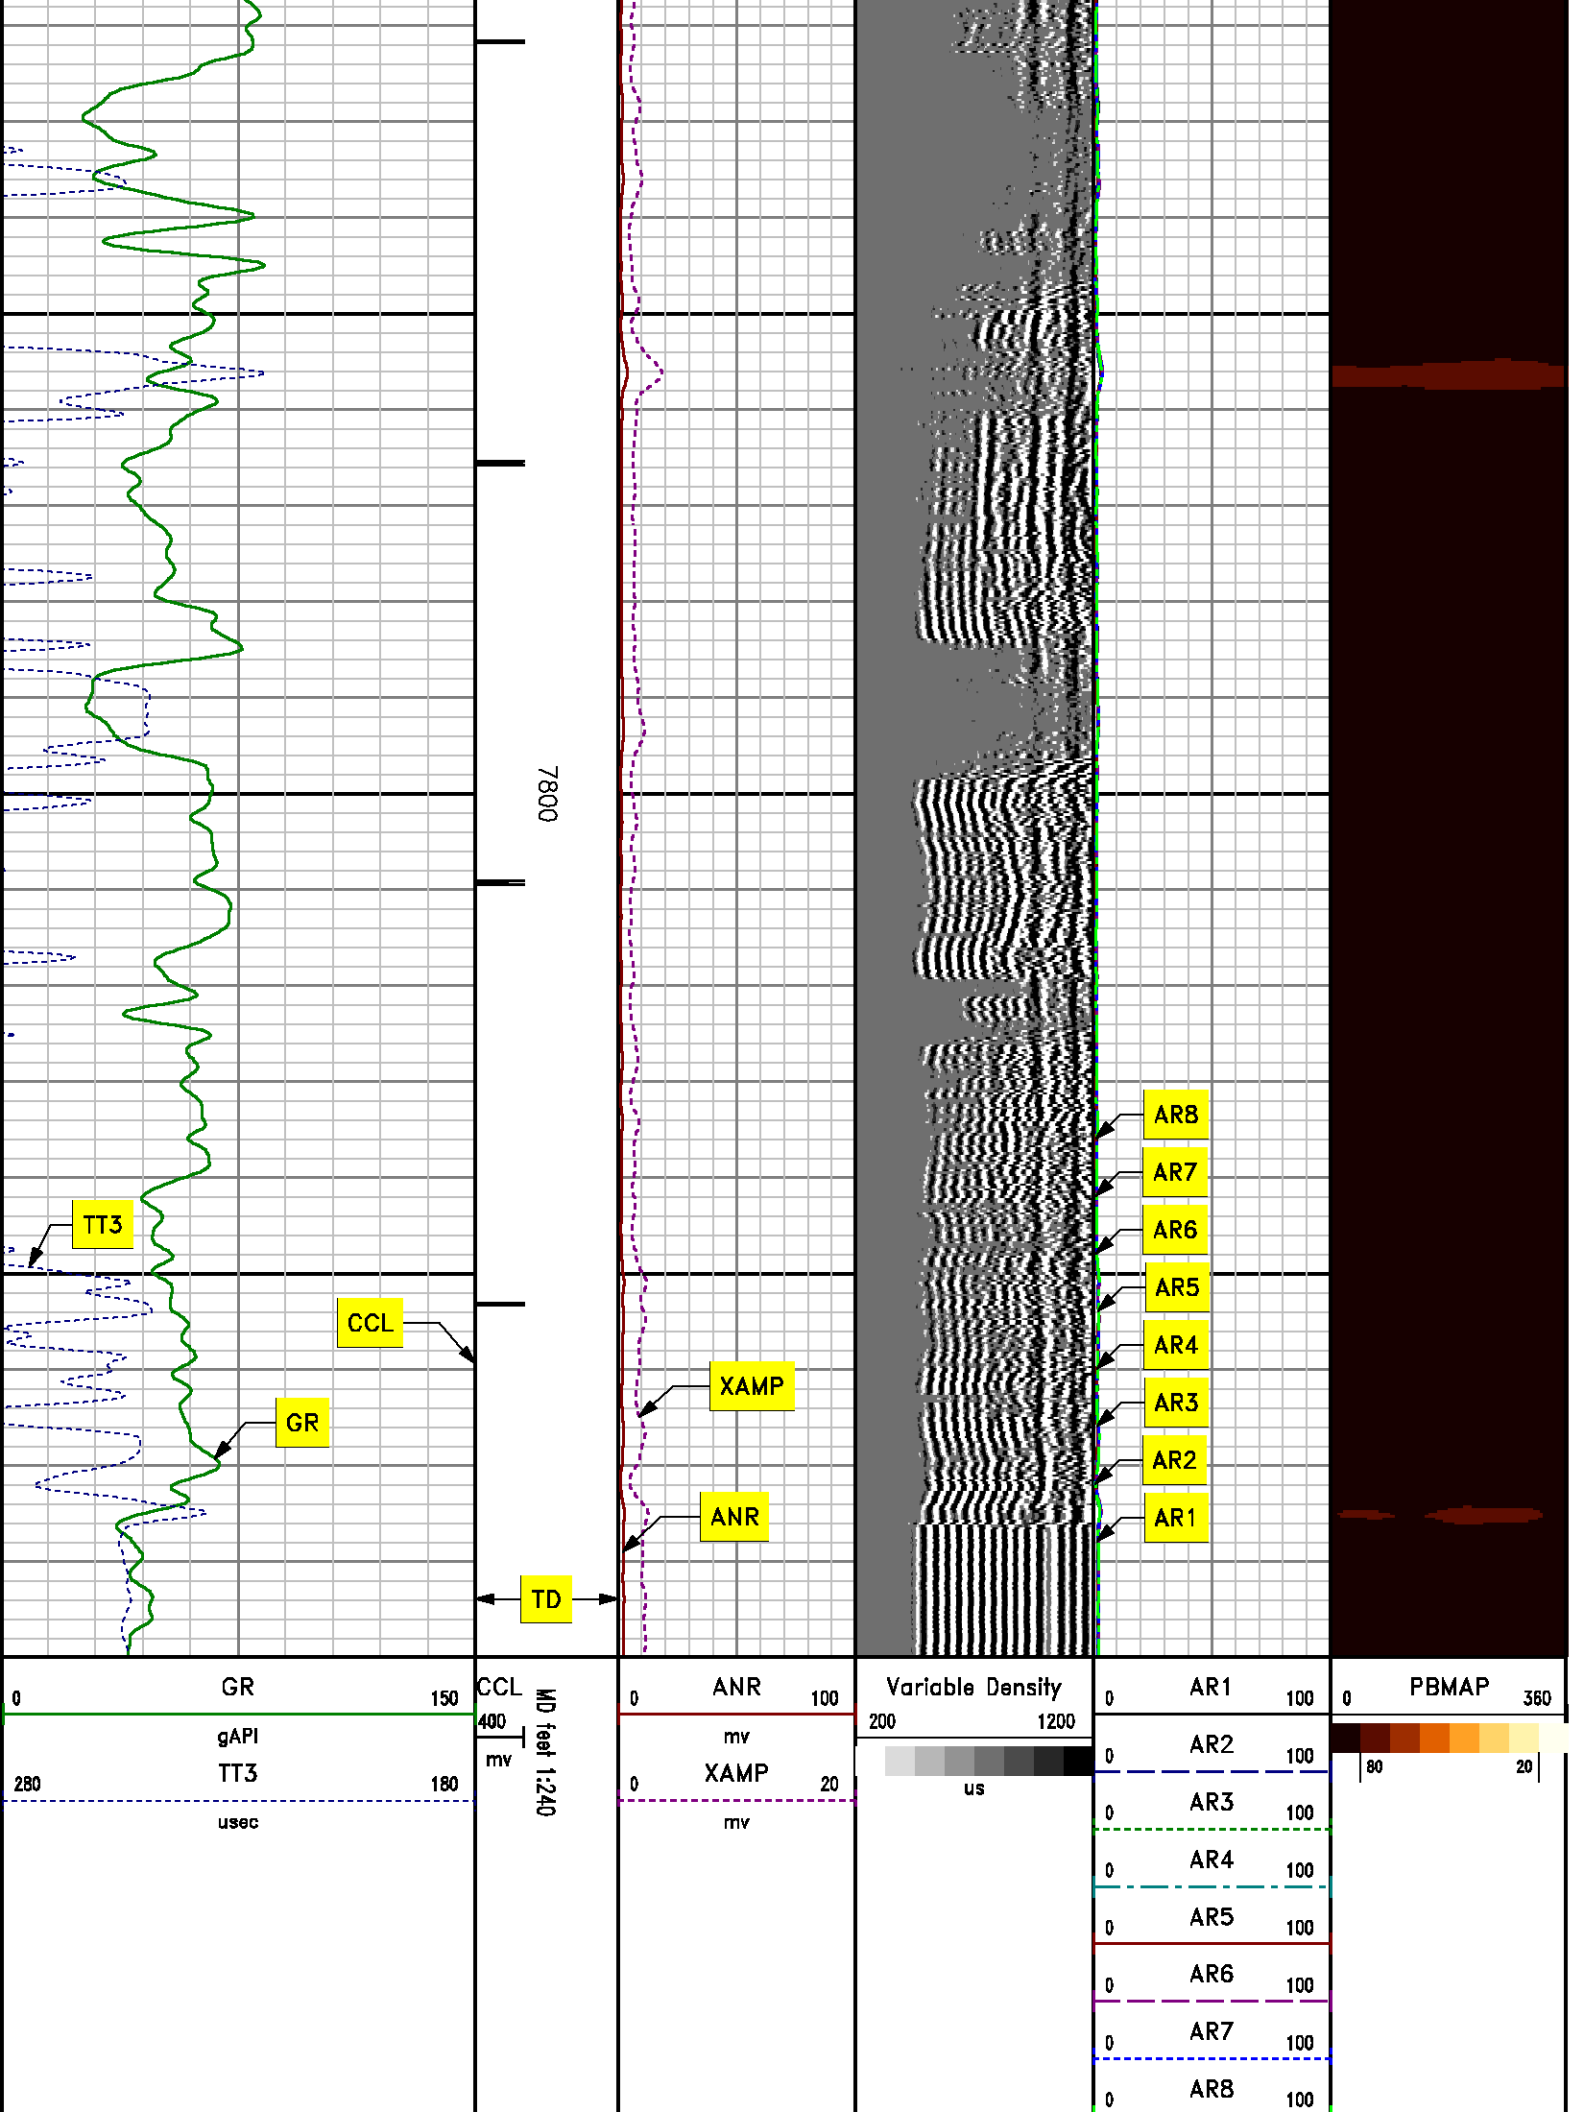 7800
AR8
AR7
TT3
AR6
AR5
CCL
AR4
XAMP
AR3
GR
AR2
ANR
AR1
TD
GR
0 150
gAPI
TT3
280 180
usec
CCL
400
mv
MD feet 1:240
ANR
0 100
mv
XAMP
0 20
mv
Variable Density
200 1200
us
AR1
0 100
AR2
0 100
AR3
0 100
AR4
0 100
AR5
0 100
AR6
0 100
AR7
0 100
AR8
0 100
PBMAP
0 360
80 20